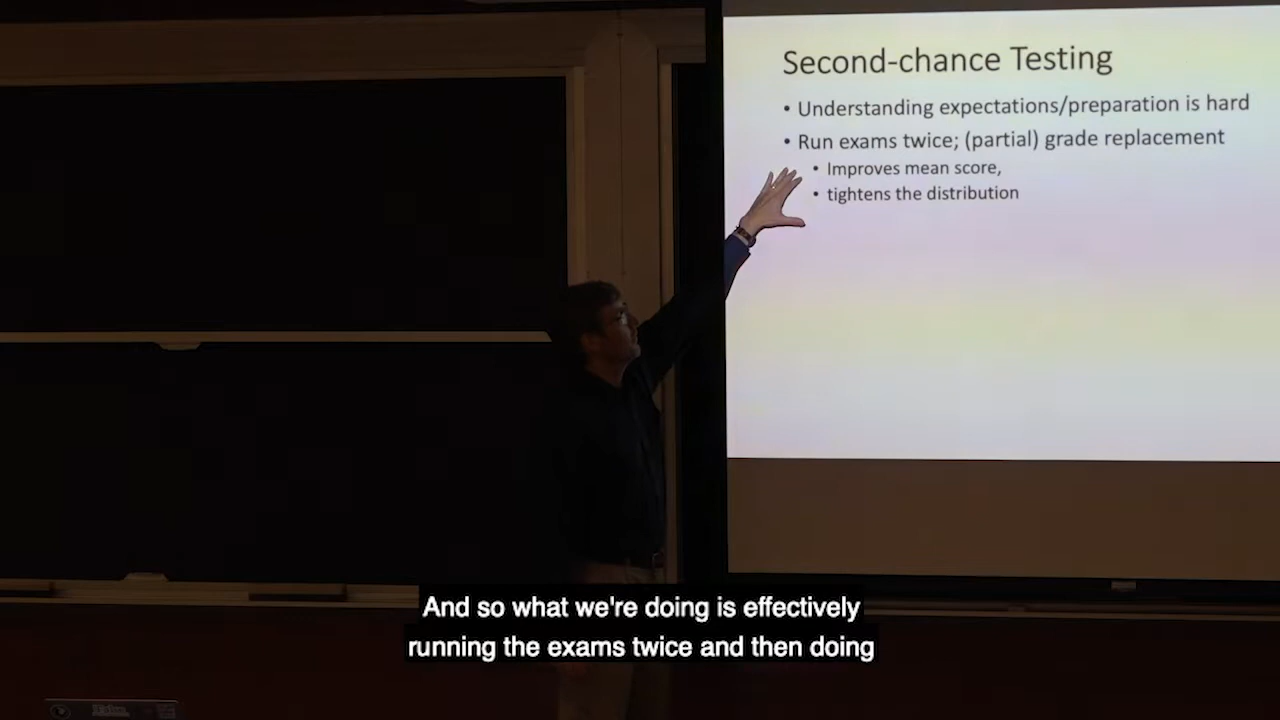 Second-chance Testing
• Understanding expectations/preparation is hard
• Run exams twice; (partial) grade replacement
• Improves mean score,
• tightens the distribution
And so what we're doing is effectively
running the exams twice and then doing